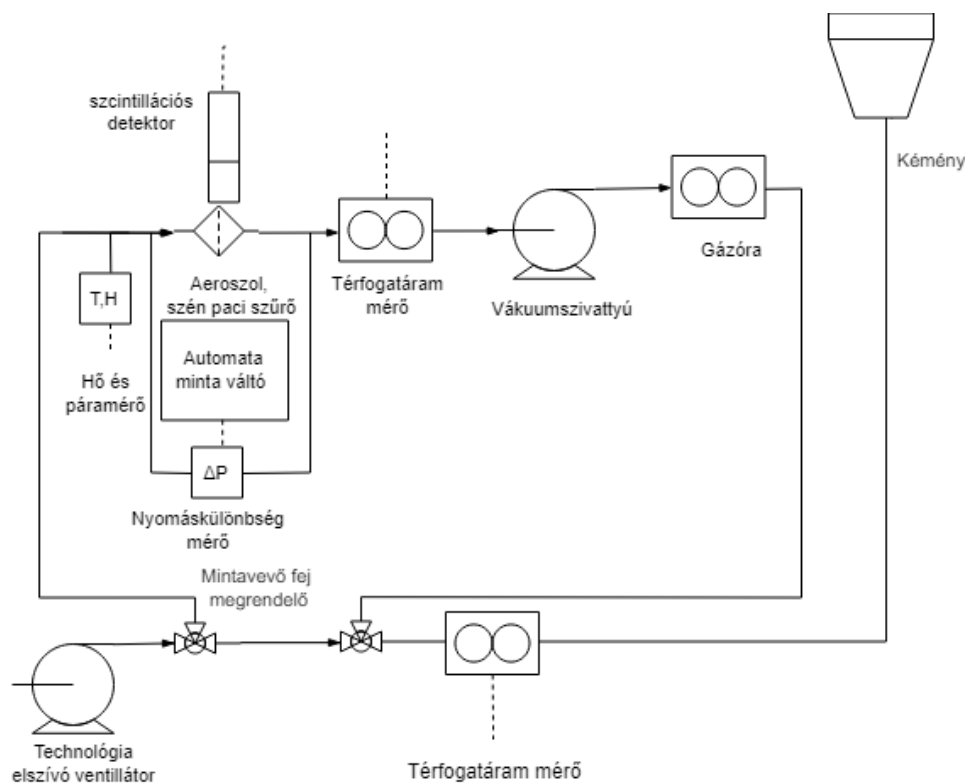 szcintillációs
detektor
Kémény
Gázóra
Aeroszol,
szén paci szűrő
Térfogatáram
mérő
Vákuumszivattyú
T,H
Automata
minta váltó
Hő és
páramérő
ΔP
Nyomáskülönbség
mérő
Mintavevő fej
megrendelő
Technológia
elszívó ventillátor
Térfogatáram mérő